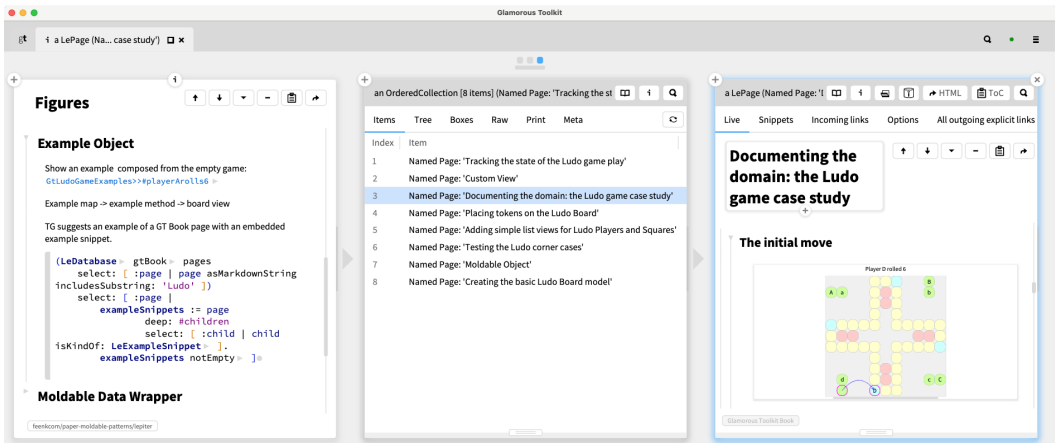 Glamorous Toolkit
gt
i a LePage (Na... case study')
i
Figures
Example Object
Show an example composed from the empty game:
GtLudoGameExamples>>#playerArolls6
Example map -> example method -> board view
TG suggests an example of a GT Book page with an embedded
example snippet.
(LeDatabase gtBook pages
select: [ :page | page asMarkdownString
includesSubstring: 'Ludo' ])
select: [ :page |
exampleSnippets := page
deep: #children
select: [ :child | child
isKindOf: LeExampleSnippet ].
exampleSnippets notEmpty ]
Moldable Data Wrapper
feenkcom/paper-moldable-patterns/lepiter
an OrderedCollection [8 items] (Named Page: 'Tracking the st
i
Items Tree Boxes Raw Print Meta
Index Item
1 Named Page: 'Tracking the state of the Ludo game play'
2 Named Page: 'Custom View'
3 Named Page: 'Documenting the domain: the Ludo game case study'
4 Named Page: 'Placing tokens on the Ludo Board'
5 Named Page: 'Adding simple list views for Ludo Players and Squares'
6 Named Page: 'Testing the Ludo corner cases'
7 Named Page: 'Moldable Object'
8 Named Page: 'Creating the basic Ludo Board model'
a LePage (Named Page: 'I
i
T
HTML
ToC
Live Snippets Incoming links Options All outgoing explicit links
Documenting the
domain: the Ludo
game case study
The initial move
Player D rolled 6
B
A a b
d c C
D
Glamorous Toolkit Book